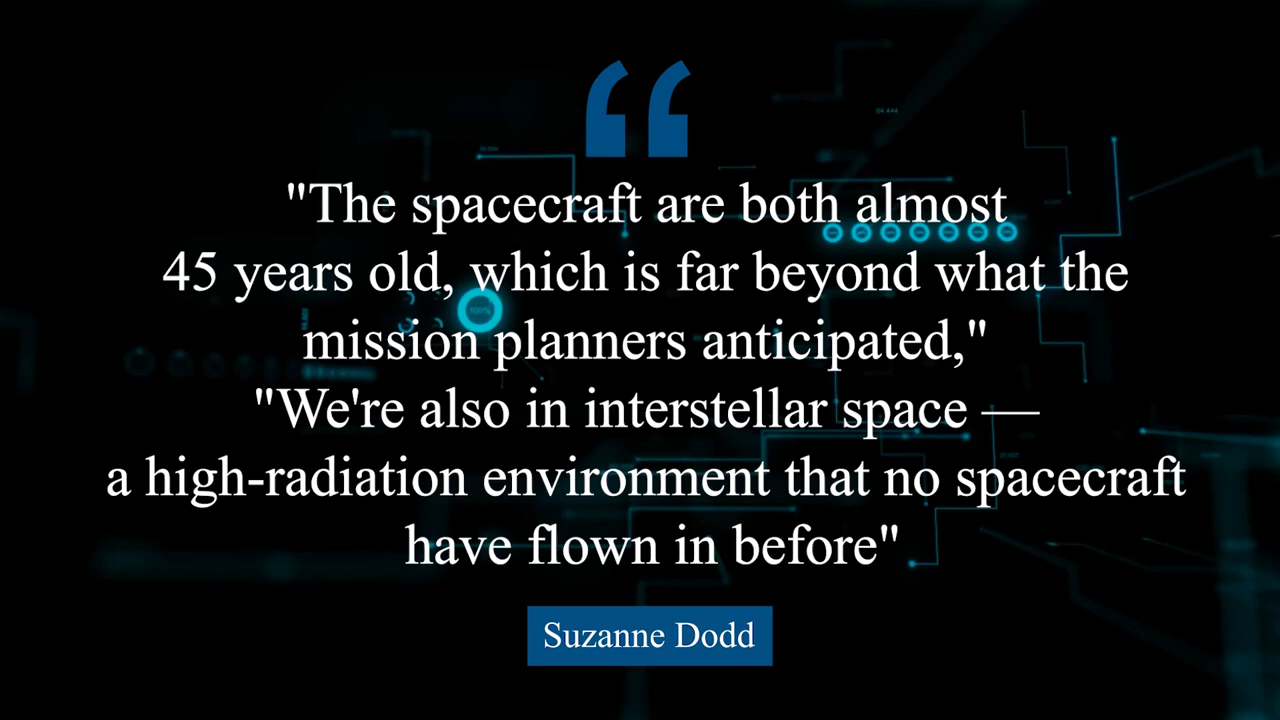 "The spacecraft are both almost
45 years old, which is far beyond what the
mission planners anticipated,"
"We're also in interstellar space —
a high-radiation environment that no spacecraft
have flown in before"
Suzanne Dodd